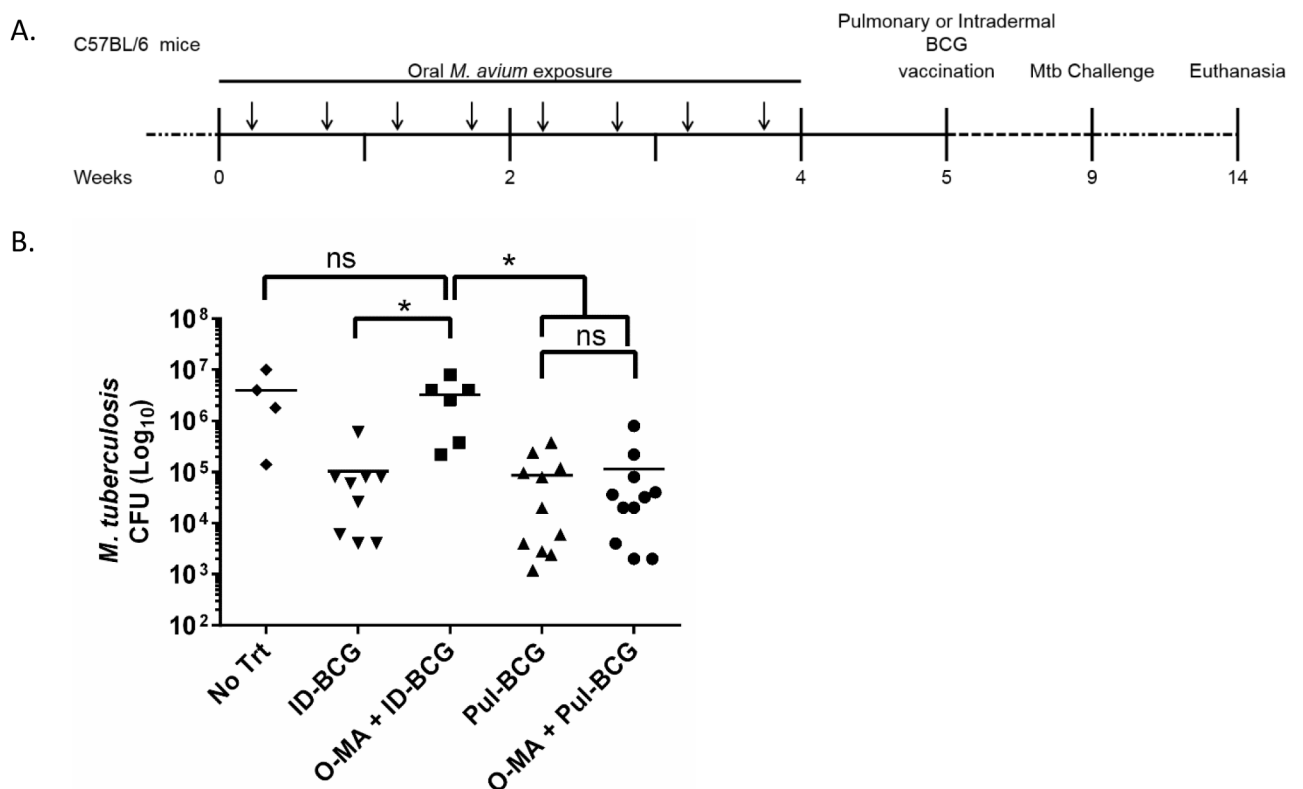 A.
C57BL/6 mice
Oral M. avium exposure
Pulmonary or Intradermal
BCG
vaccination
Mtb Challenge
Euthanasia
Weeks
0
2
4
5
9
14
B.
ns
*
*
ns
M. tuberculosis
CFU (Log₁₀)
10⁸
10⁷
10⁶
10⁵
10⁴
10³
10²
No Trt
ID-BCG
O-MA + ID-BCG
Pul-BCG
O-MA + Pul-BCG